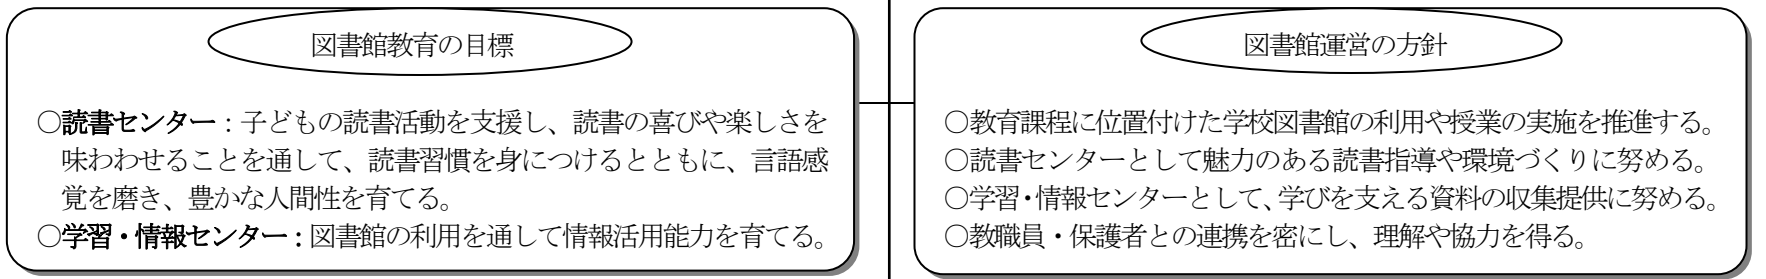 図書館教育の目標
○読書センター：子どもの読書活動を支援し、読書の喜びや楽しさを
味わわせることを通して、読書習慣を身につけるとともに、言語感
覚を磨き、豊かな人間性を育てる。
○学習・情報センター：図書館の利用を通して情報活用能力を育てる。
図書館運営の方針
○教育課程に位置付けた学校図書館の利用や授業の実施を推進する。
○読書センターとして魅力のある読書指導や環境づくりに努める。
○学習・情報センターとして、学びを支える資料の収集提供に努める。
○教職員・保護者との連携を密にし、理解や協力を得る。